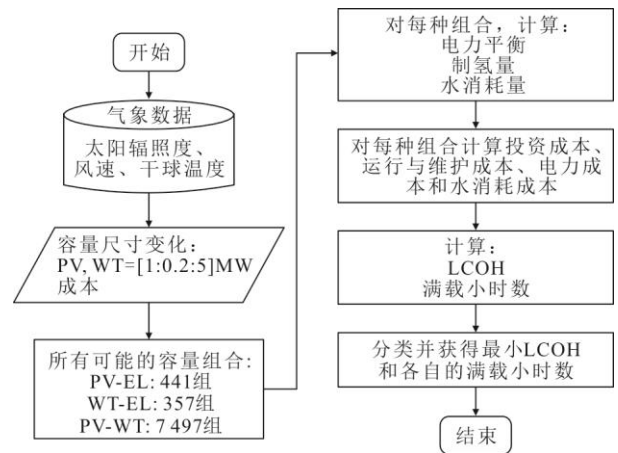 开始
气象数据
太阳辐照度、
风速、干球温度
容量尺寸变化：
PV, WT=[1:0.2:5]MW
成本
所有可能的容量组合：
PV-EL: 441组
WT-EL: 357组
PV-WT: 7 497组
对每种组合，计算：
电力平衡
制氢量
水消耗量
对每种组合计算投资成本、
运行与维护成本、电力成
本和水消耗成本
计算：
LCOH
满载小时数
分类并获得最小LCOH
和各自的满载小时数
结束